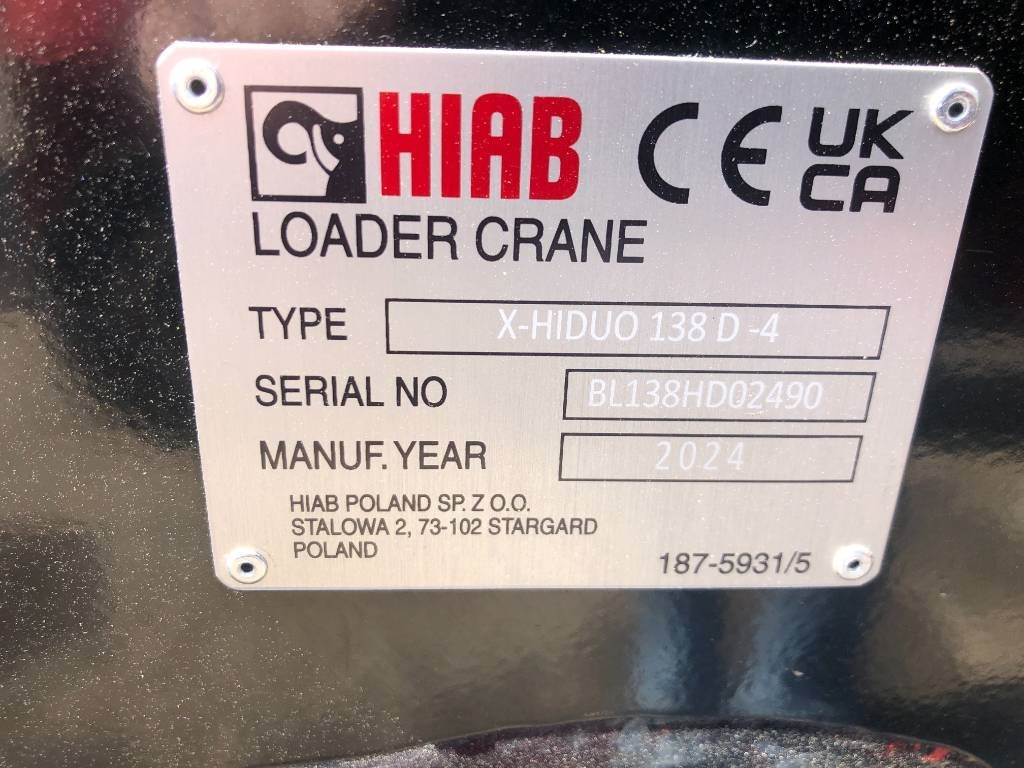 HIAB CE UK CA
LOADER CRANE
TYPE X-HIDUO 138 D -4
SERIAL NO BL138HD02490
MANUF. YEAR 2024
HIAB POLAND SP. Z O.O.
STALOWA 2, 73-102 STARGARD
POLAND
187-5931/5